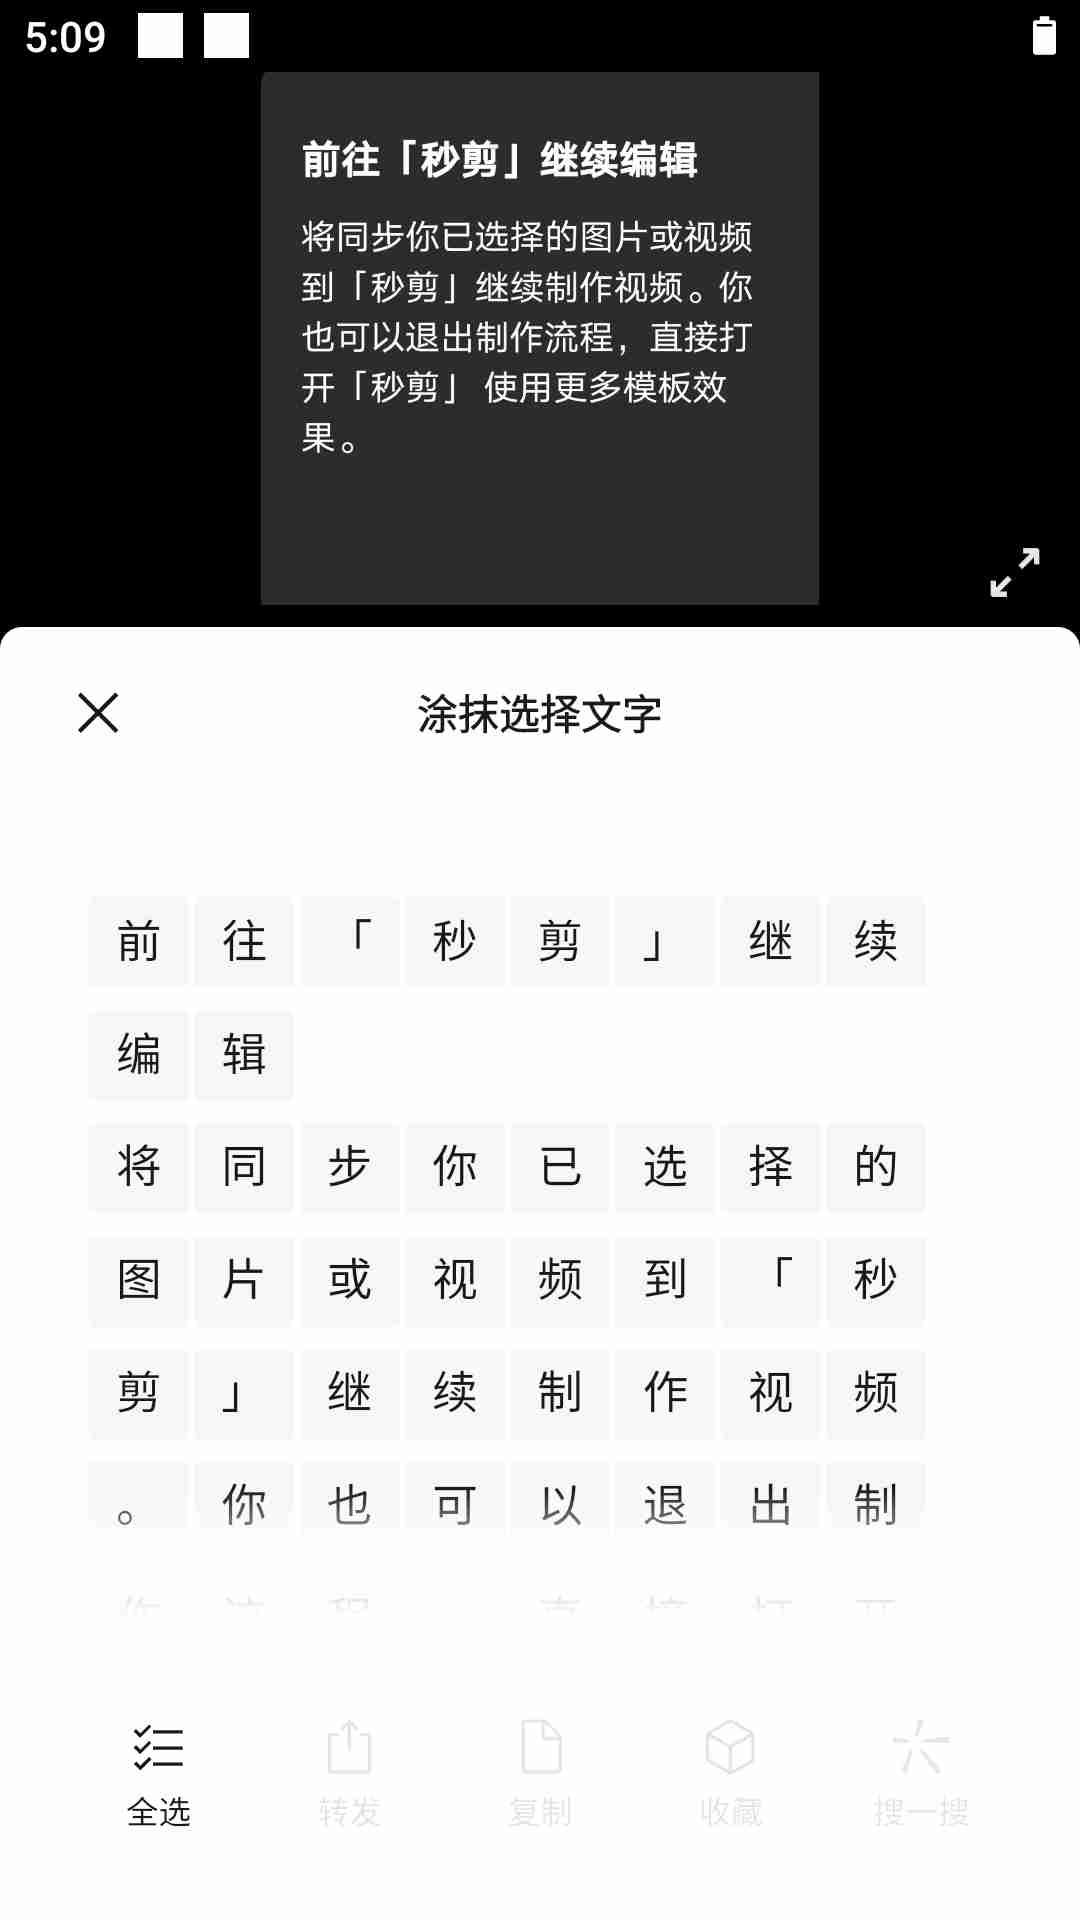 5:09
前往「秒剪」继续编辑
将同步你已选择的图片或视频
到「秒剪」继续制作视频。你
也可以退出制作流程，直接打
开「秒剪」 使用更多模板效
果。
涂抹选择文字
前 往 「 秒 剪 」 继 续
编 辑
将 同 步 你 已 选 择 的
图 片 或 视 频 到 「 秒
剪 」 继 续 制 作 视 频
。 你 也 可 以 退 出 制
全选 转发 复制 收藏 搜一搜